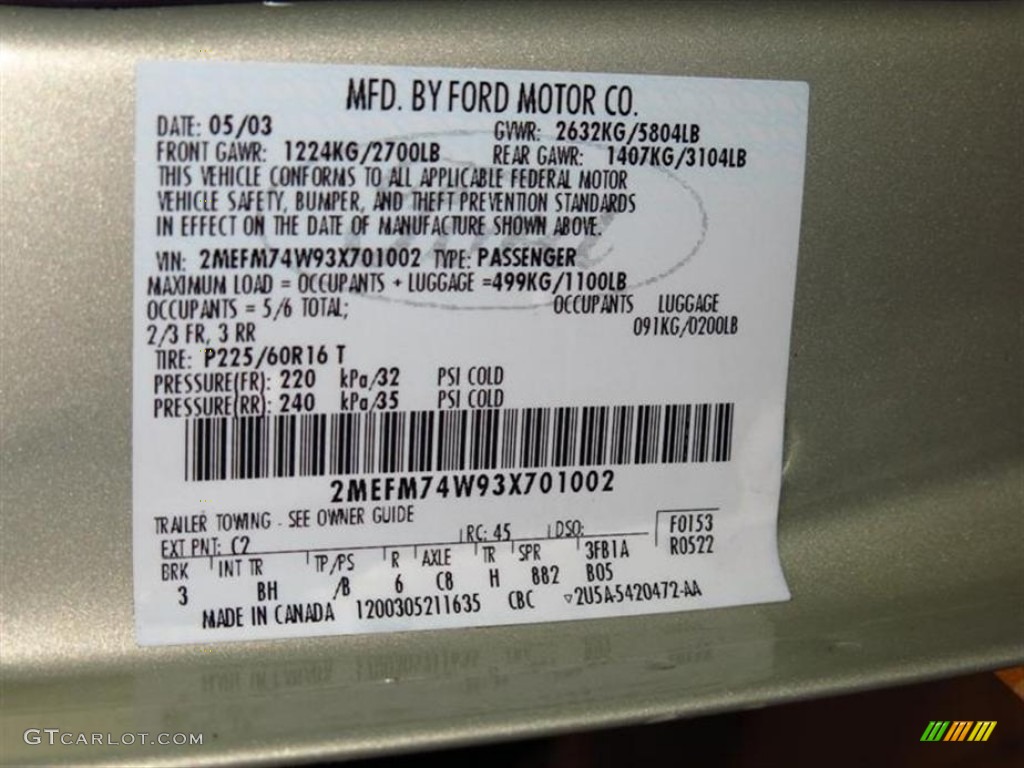 MFD. BY FORD MOTOR CO.
DATE: 05/03 GVWR: 2632KG/5804LB
FRONT GAWR: 1224KG/2700LB REAR GAWR: 1407KG/3104LB
THIS VEHICLE CONFORMS TO ALL APPLICABLE FEDERAL MOTOR
VEHICLE SAFETY, BUMPER, AND THEFT PREVENTION STANDARDS
IN EFFECT ON THE DATE OF MANUFACTURE SHOWN ABOVE.
VIN: 2MEFM74W93X701002 TYPE: PASSENGER
MAXIMUM LOAD = OCCUPANTS + LUGGAGE =499KG/1100LB
OCCUPANTS = 5/6 TOTAL; OCCUPANTS LUGGAGE
2/3 FR, 3 RR 091KG/0200LB
TIRE: P225/60R16 T
PRESSURE(FR): 220 kPa/32 PSI COLD
PRESSURE(RR): 240 kPa/35 PSI COLD
2MEFM74W93X701002
TRAILER TOWING - SEE OWNER GUIDE
EXT PNT: C2 RC: 45 DSO: F0153
BRK INT TR TP/PS R AXLE TR SPR 3FB1A R0522
3 BH /B 6 C8 H 882 B05
MADE IN CANADA 1200305211635 CBC ▽2U5A-5420472-AA
GTCARLOT.COM